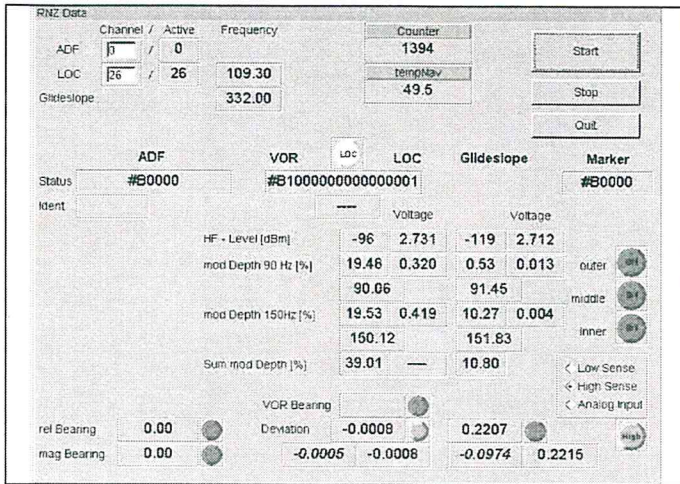 RNZ Data
Channel / Active Frequency Counter
ADF 0 / 0 1394 Start
LOC 26 / 26 109.30 tempNav
Glideslope 332.00 49.5 Stop
Quit
ADF VOR LOC LOC Glideslope Marker
Status #B0000 #B1000000000000001 #B0000
Ident ----
Voltage Voltage
HF - Level [dBm] -96 2.731 -119 2.712
mod Depth 90 Hz [%] 19.48 0.320 0.53 0.013 outer
90.06 91.45 middle
mod Depth 150Hz [%] 19.53 0.419 10.27 0.004
150.12 151.83 inner
Sum mod Depth [%] 39.01 ---- 10.80
Low Sense
High Sense
VOR Bearing Analog Input
rel Bearing 0.00 Deviation -0.0008 0.2207 High
mag Bearing 0.00 -0.0005 -0.0008 -0.0974 0.2215